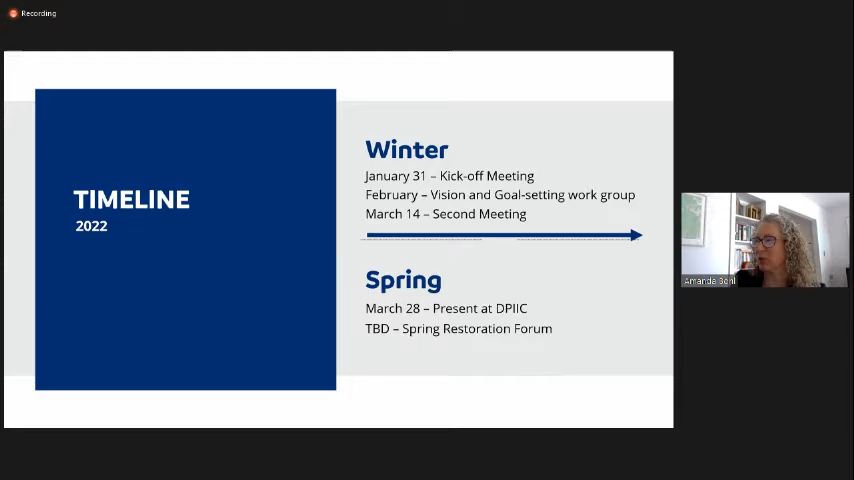 Recording
TIMELINE
2022
Winter
January 31 – Kick-off Meeting
February – Vision and Goal-setting work group
March 14 – Second Meeting
Spring
March 28 – Present at DPIIC
TBD – Spring Restoration Forum
Amanda Bohl